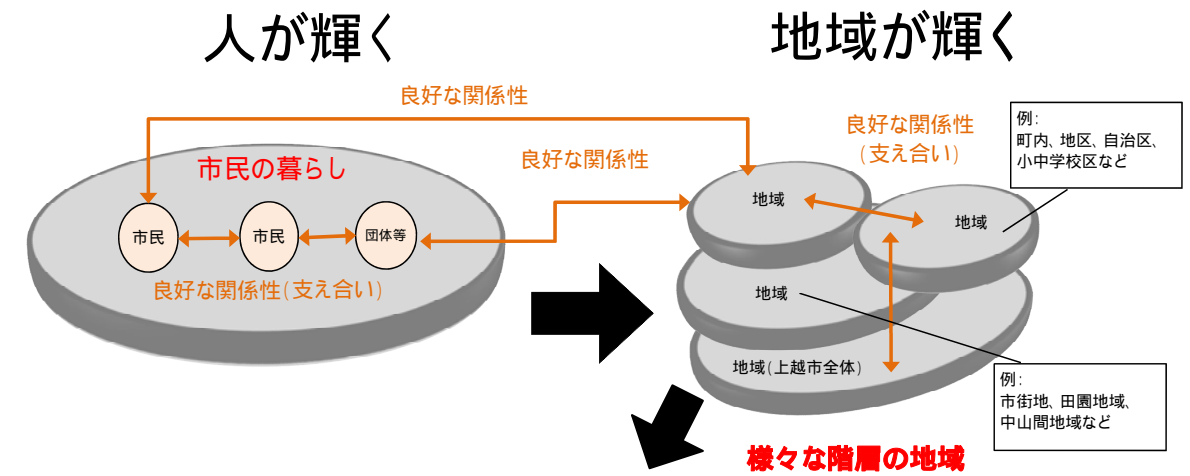 人が輝く
地域が輝く
良好な関係性
良好な関係性
良好な関係性
(支え合い)
例：
町内、地区、自治区、
小中学校区など
市民の暮らし
市民
市民
団体等
良好な関係性(支え合い)
地域
地域
地域
地域(上越市全体)
例：
市街地、田園地域、
中山間地域など
様々な階層の地域